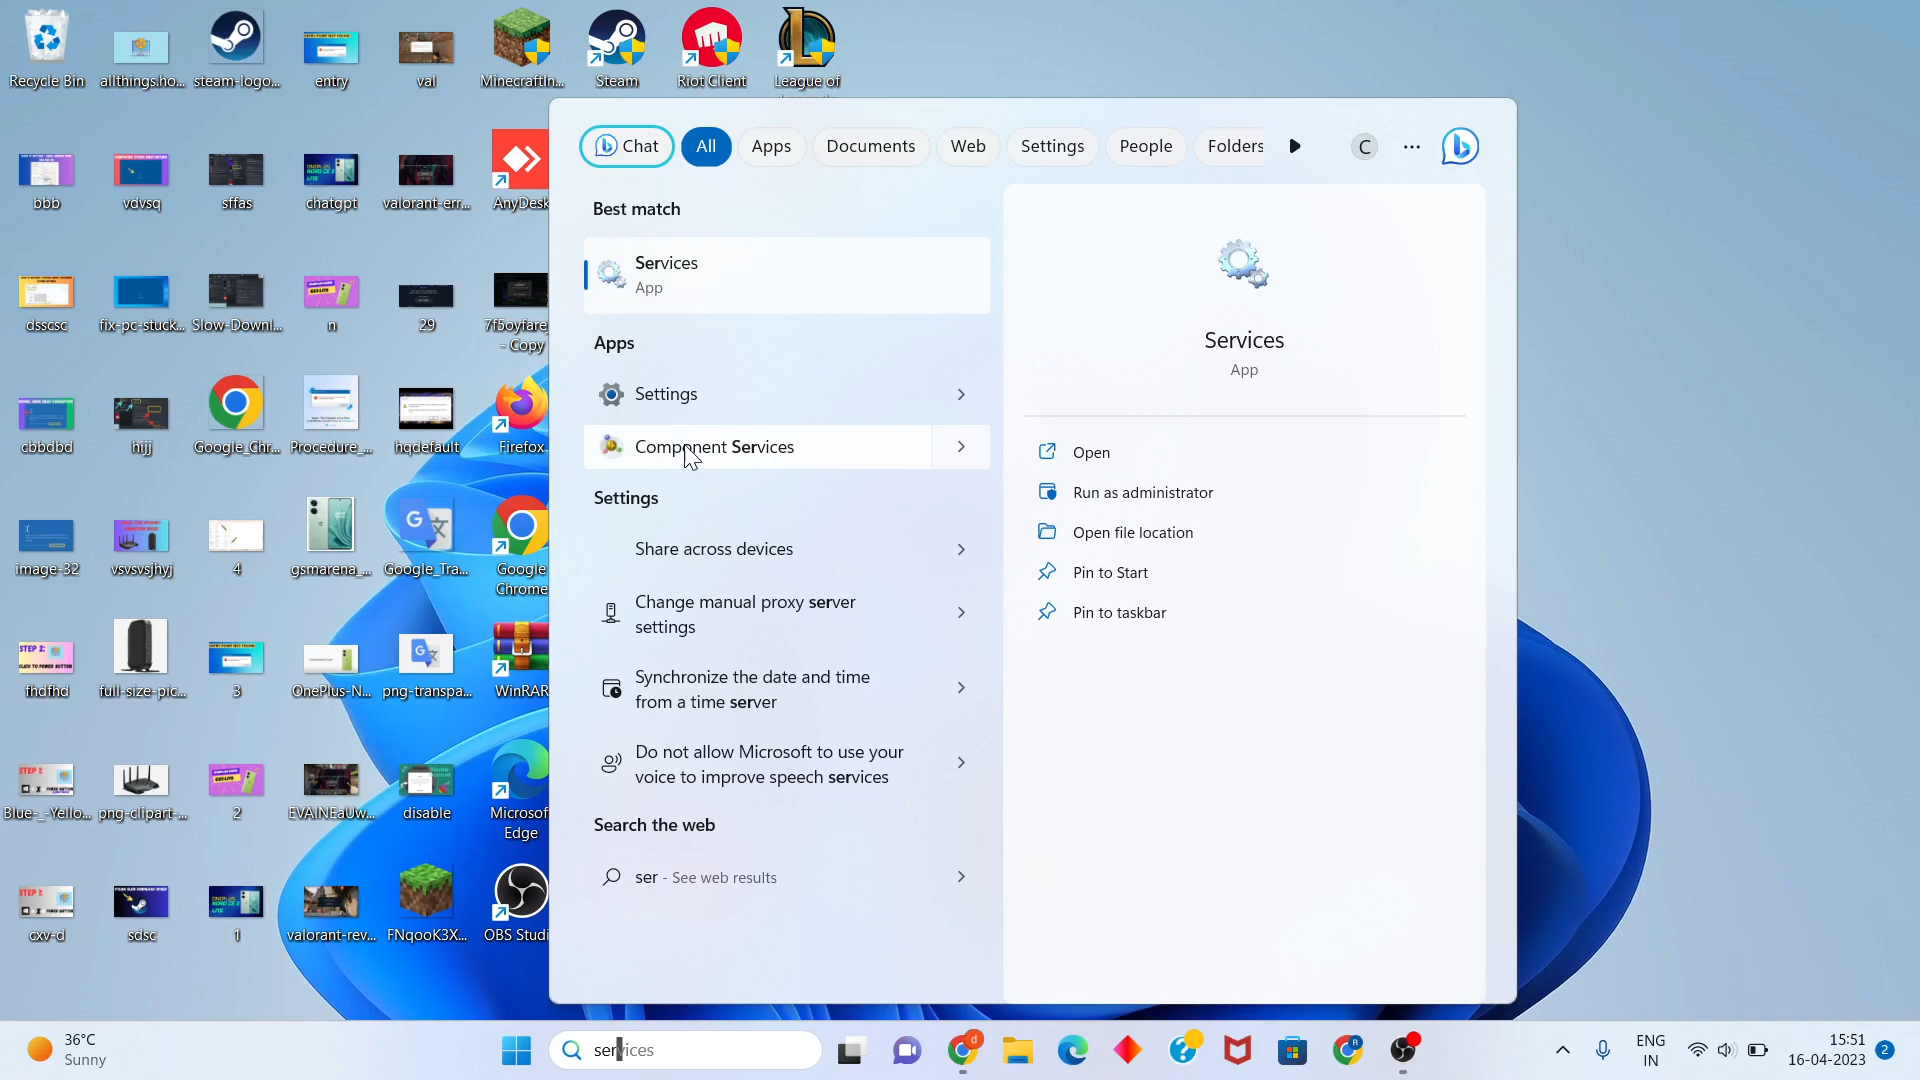 Recycle Bin
allthings.ho...
steam-logo...
entry
val
MinecraftIn...
Steam
Riot Client
League of
bbb
vdvsq
sffas
chatgpt
valorant-err...
AnyDesk
dsscsc
fix-pc-stuck...
Slow-Downl...
n
29
7f5oyfare
- Copy
cbbdbd
hijj
Google_Chr...
Procedure_...
hqdefault
Firefox
image-32
vsvsvsjhyj
4
gsmarena_...
Google_Tra...
Google
Chrome
fhdfhd
full-size-pic...
3
OnePlus-N...
png-transpa...
WinRAR
Blue-_-Yello...
png-clipart-...
2
EVAlNEaUw...
disable
Microsof
Edge
cxv-d
sdsc
1
valorant-rev...
FNqooK3X...
OBS Studi
Chat
All
Apps
Documents
Web
Settings
People
Folders
C
Best match
Services
App
Apps
Settings
Component Services
Settings
Share across devices
Change manual proxy server
settings
Synchronize the date and time
from a time server
Do not allow Microsoft to use your
voice to improve speech services
Search the web
ser - See web results
Services
App
Open
Run as administrator
Open file location
Pin to Start
Pin to taskbar
36°C
Sunny
services
ENG
IN
15:51
16-04-2023
2